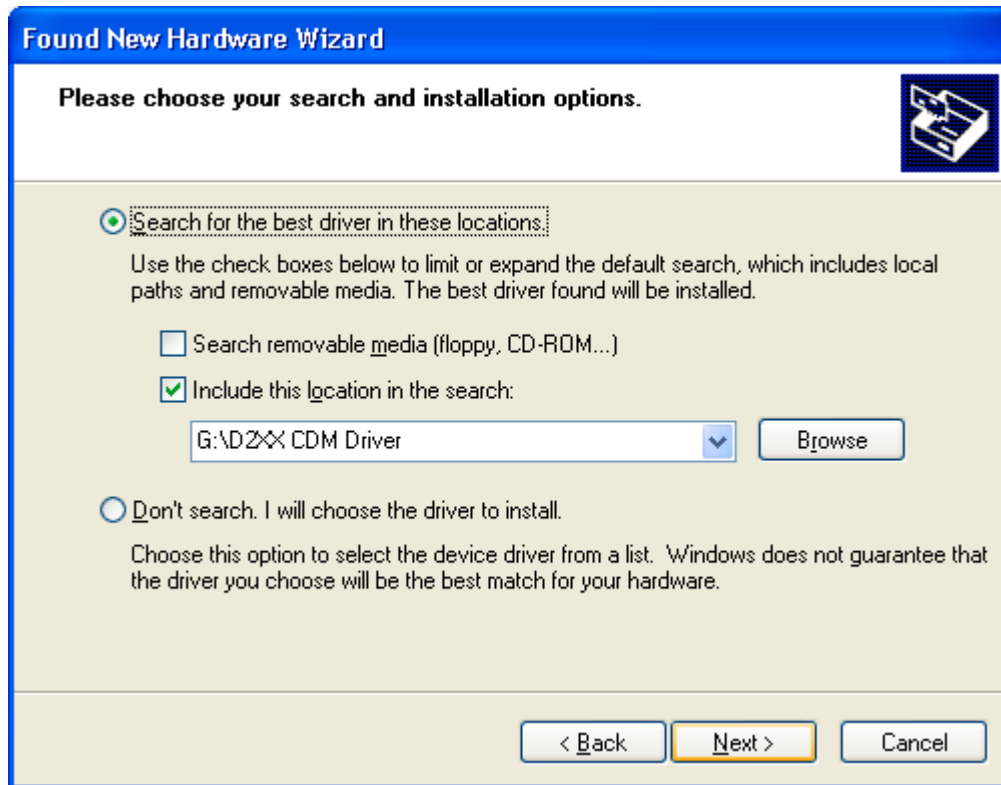 Found New Hardware Wizard
Please choose your search and installation options.
Search for the best driver in these locations.
Use the check boxes below to limit or expand the default search, which includes local
paths and removable media. The best driver found will be installed.
Search removable media (floppy, CD-ROM...)
Include this location in the search:
G:\D2XX CDM Driver
Browse
Don't search. I will choose the driver to install.
Choose this option to select the device driver from a list.  Windows does not guarantee that
the driver you choose will be the best match for your hardware.
< Back
Next >
Cancel